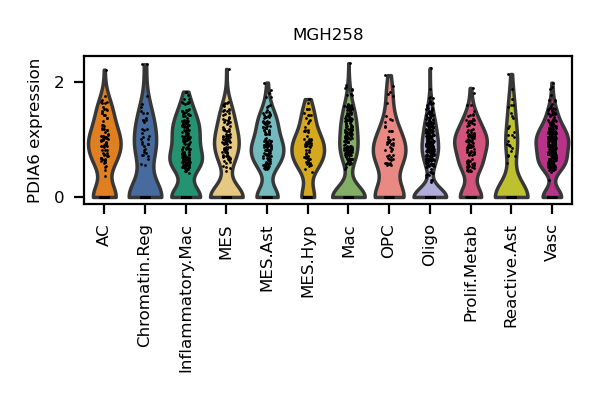 MGH258
PDIA6 expression
2
0
AC
Chromatin.Reg
Inflammatory.Mac
MES
MES.Ast
MES.Hyp
Mac
OPC
Oligo
Prolif.Metab
Reactive.Ast
Vasc